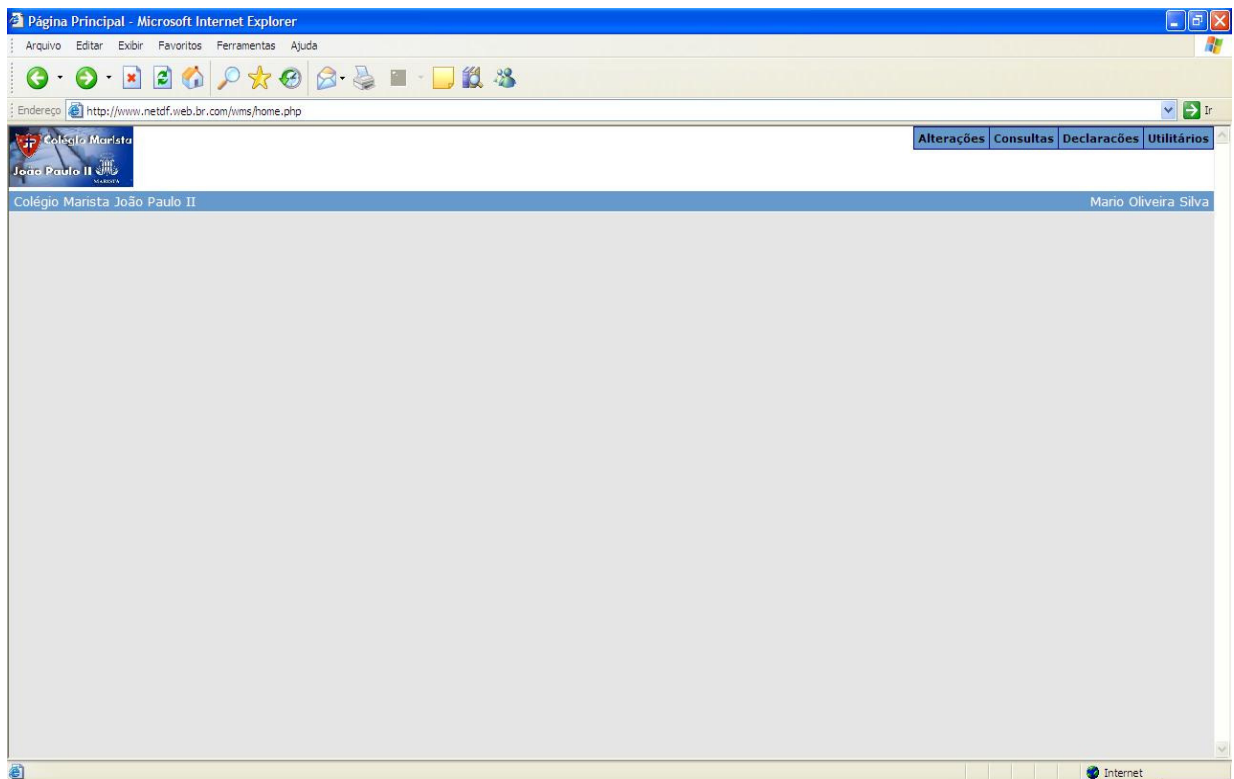 Página Principal - Microsoft Internet Explorer
Arquivo Editar Exibir Favoritos Ferramentas Ajuda
Endereço http://www.netdf.web.br.com/wms/home.php Ir
Colégio Marista
João Paulo II
MARISTA
Alterações Consultas Declaracões Utilitários
Colégio Marista João Paulo II Mario Oliveira Silva
Internet